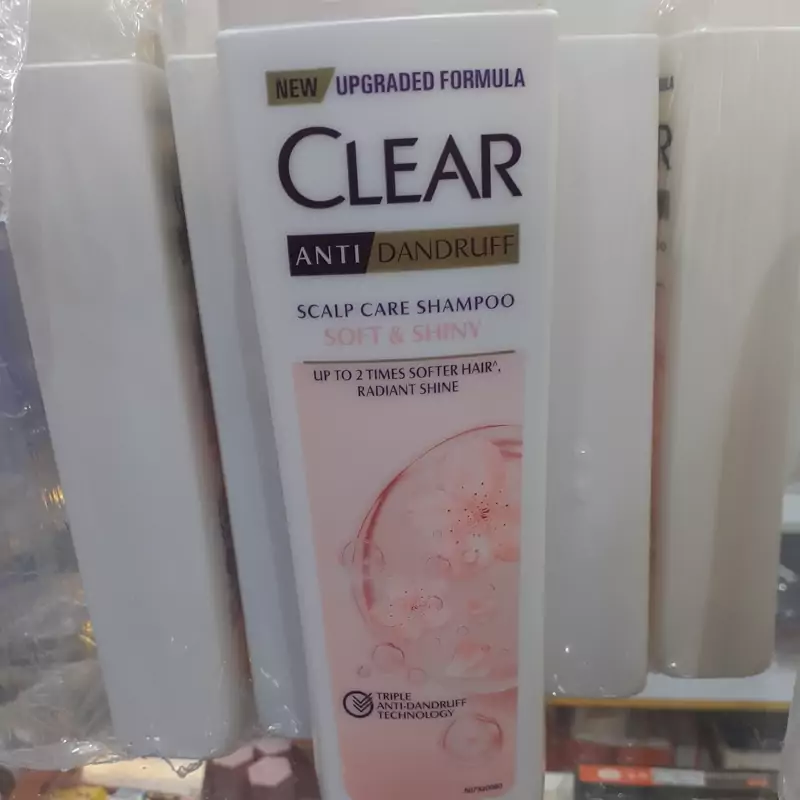 NEW UPGRADED FORMULA
CLEAR
ANTI DANDRUFF
SCALP CARE SHAMPOO
SOFT & SHINY
UP TO 2 TIMES SOFTER HAIR^,
RADIANT SHINE
TRIPLE
ANTI-DANDRUFF
TECHNOLOGY
R